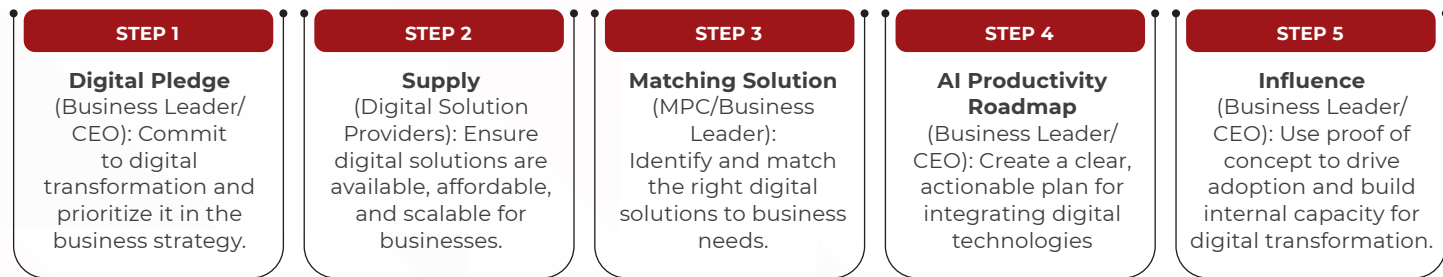 STEP 1
Digital Pledge
(Business Leader/
CEO): Commit
to digital
transformation and
prioritize it in the
business strategy.
STEP 2
Supply
(Digital Solution
Providers): Ensure
digital solutions are
available, affordable,
and scalable for
businesses.
STEP 3
Matching Solution
(MPC/Business
Leader):
Identify and match
the right digital
solutions to business
needs.
STEP 4
AI Productivity
Roadmap
(Business Leader/
CEO): Create a clear,
actionable plan for
integrating digital
technologies
STEP 5
Influence
(Business Leader/
CEO): Use proof of
concept to drive
adoption and build
internal capacity for
digital transformation.